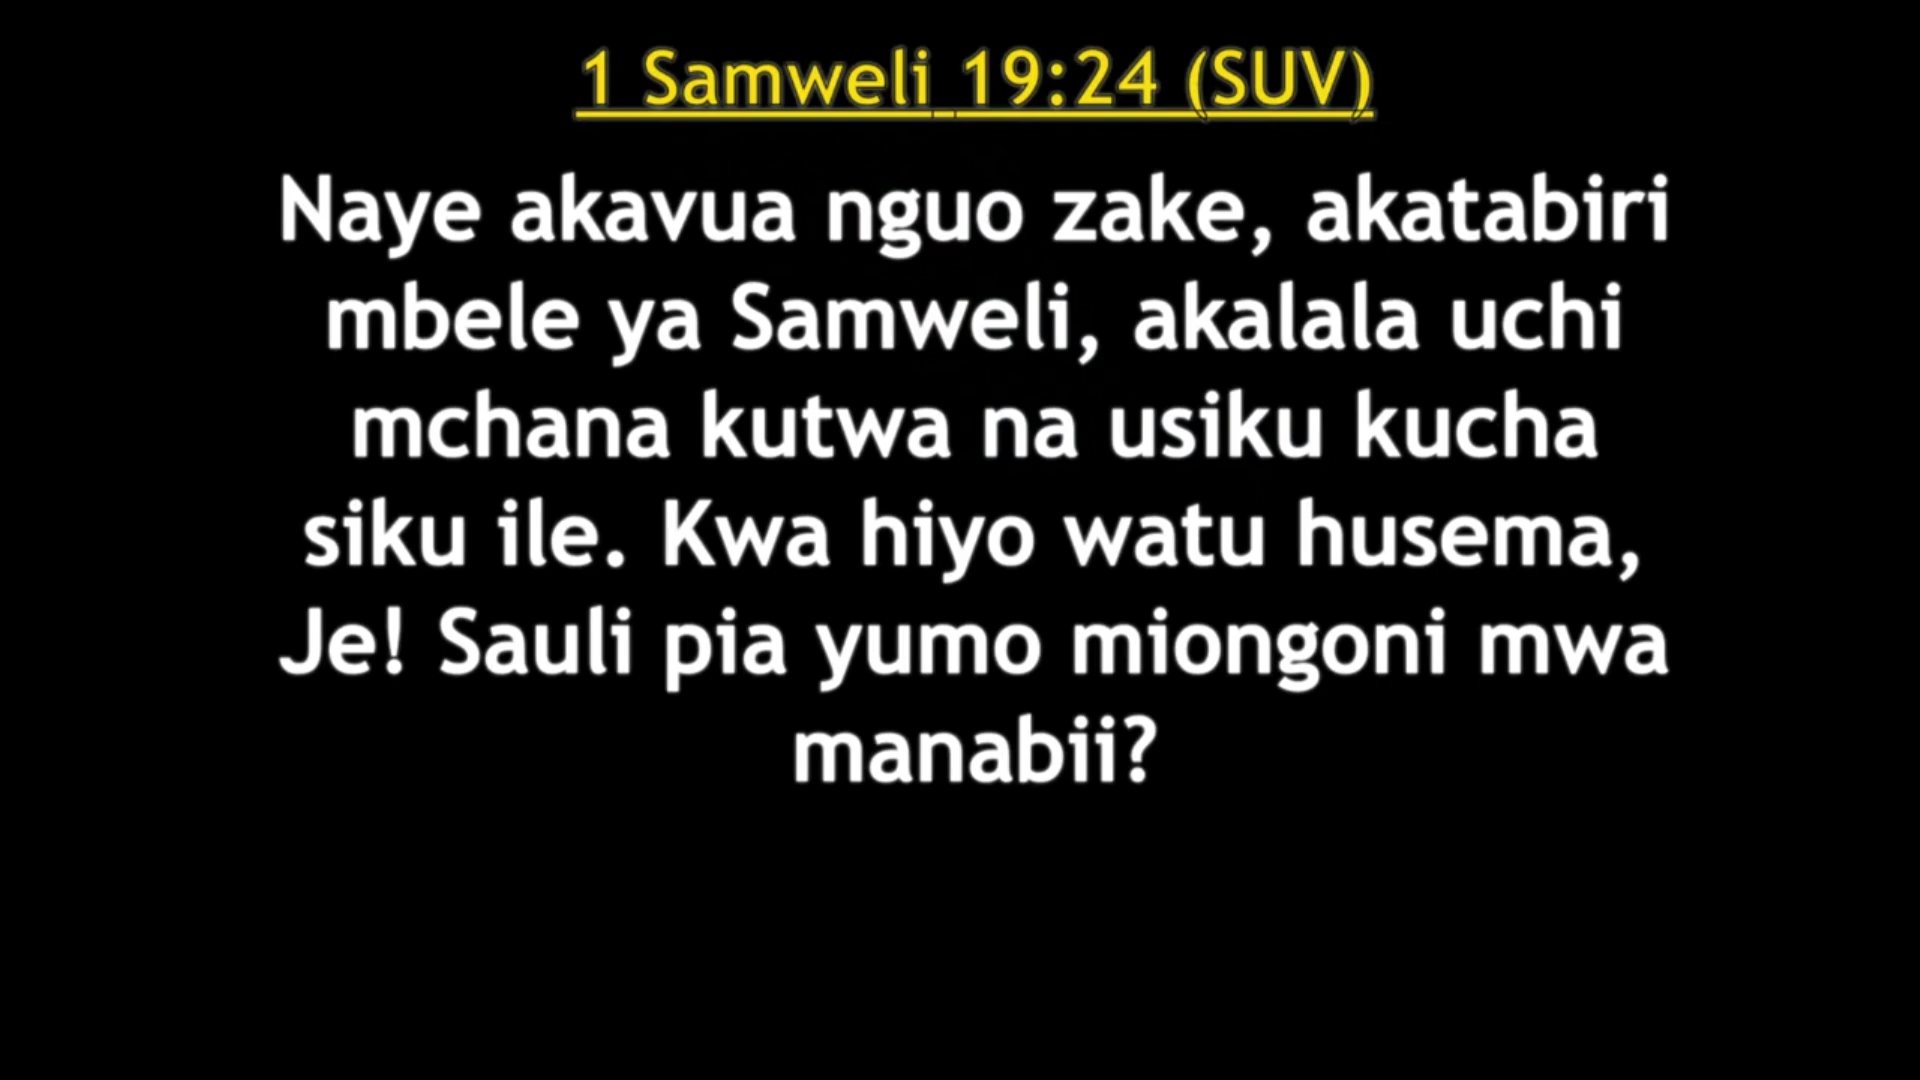 1 Samweli 19:24 (SUV)
Naye akavua nguo zake, akatabiri
mbele ya Samweli, akalala uchi
mchana kutwa na usiku kucha
siku ile. Kwa hiyo watu husema,
Je! Sauli pia yumo miongoni mwa
manabii?